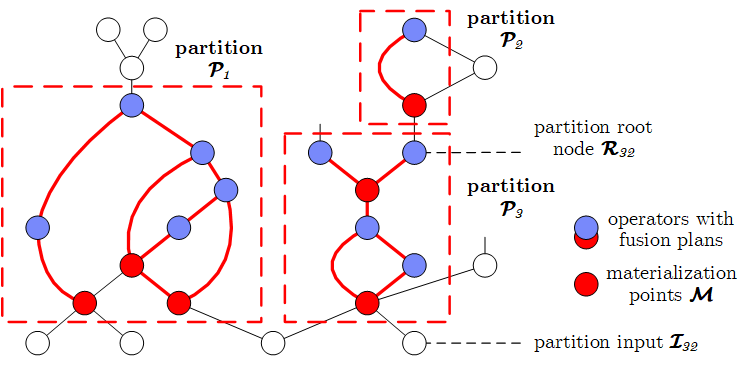 partition
𝓟₁
partition
𝓟₂
partition root
node 𝓡₃₂
partition
𝓟₃
operators with
fusion plans
materialization
points 𝓜
partition input 𝓘₃₂